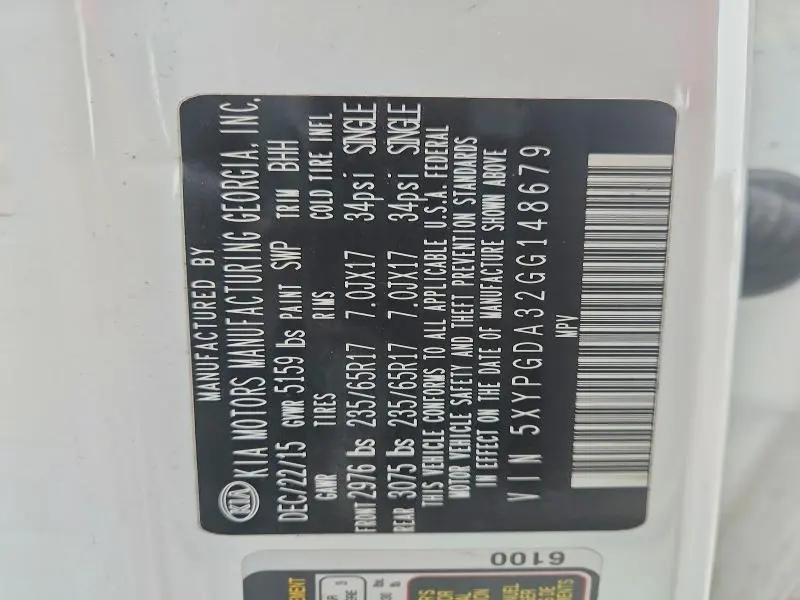 MANUFACTURED BY
KIA KIA MOTORS MANUFACTURING GEORGIA, INC.
DEC/22/15 GVWR 5159 lbs PAINT SWP TRIM BHH
GAWR TIRES RIMS COLD TIRE INFL
FRONT 2976 lbs 235/65R17 7.0JX17 34psi SINGLE
REAR 3075 lbs 235/65R17 7.0JX17 34psi SINGLE
THIS VEHICLE CONFORMS TO ALL APPLICABLE U.S.A. FEDERAL
MOTOR VEHICLE SAFETY AND THEFT PREVENTION STANDARDS
IN EFFECT ON THE DATE OF MANUFACTURE SHOWN ABOVE
VIN 5XYPGDA32GG148679
MPV
6100